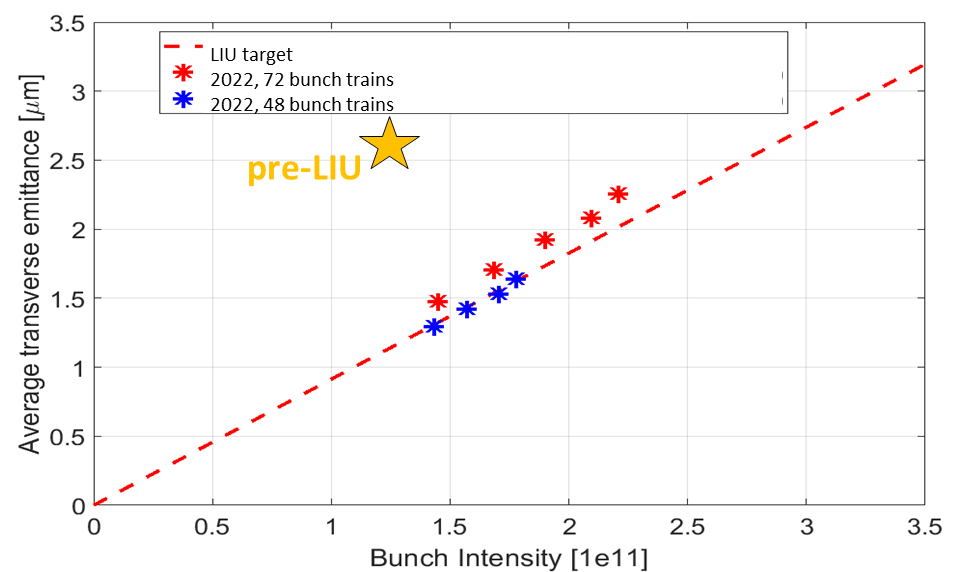 3.5
3
2.5
2
1.5
1
0.5
0
Average transverse emittance [μm]
LIU target
2022, 72 bunch trains
2022, 48 bunch trains
pre-LIU
0 0.5 1 1.5 2 2.5 3 3.5
Bunch Intensity [1e11]